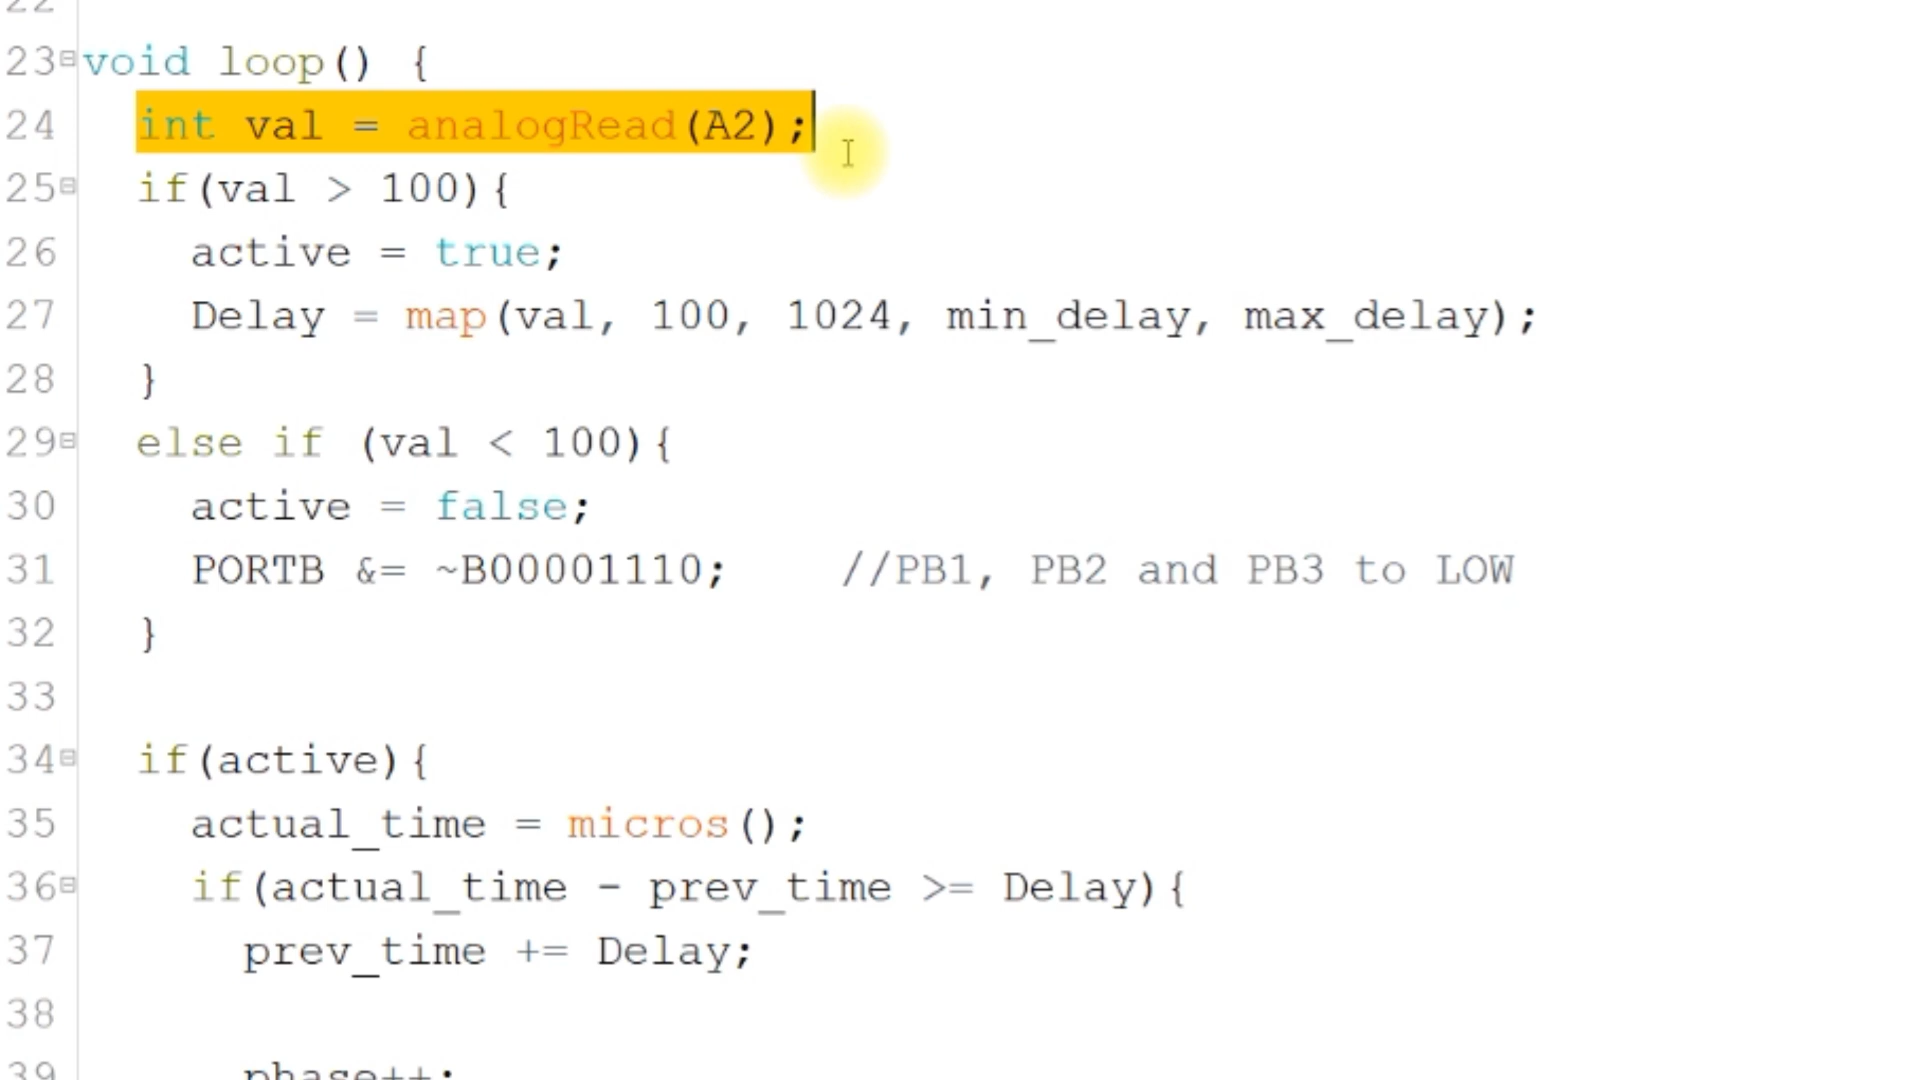 22
23 void loop() {
24 int val = analogRead(A2);
25 if(val > 100){
26 active = true;
27 Delay = map(val, 100, 1024, min_delay, max_delay);
28 }
29 else if (val < 100){
30 active = false;
31 PORTB &= ~B00001110; //PB1, PB2 and PB3 to LOW
32 }
33
34 if(active){
35 actual_time = micros();
36 if(actual_time - prev_time >= Delay){
37 prev_time += Delay;
38
39 phase++;